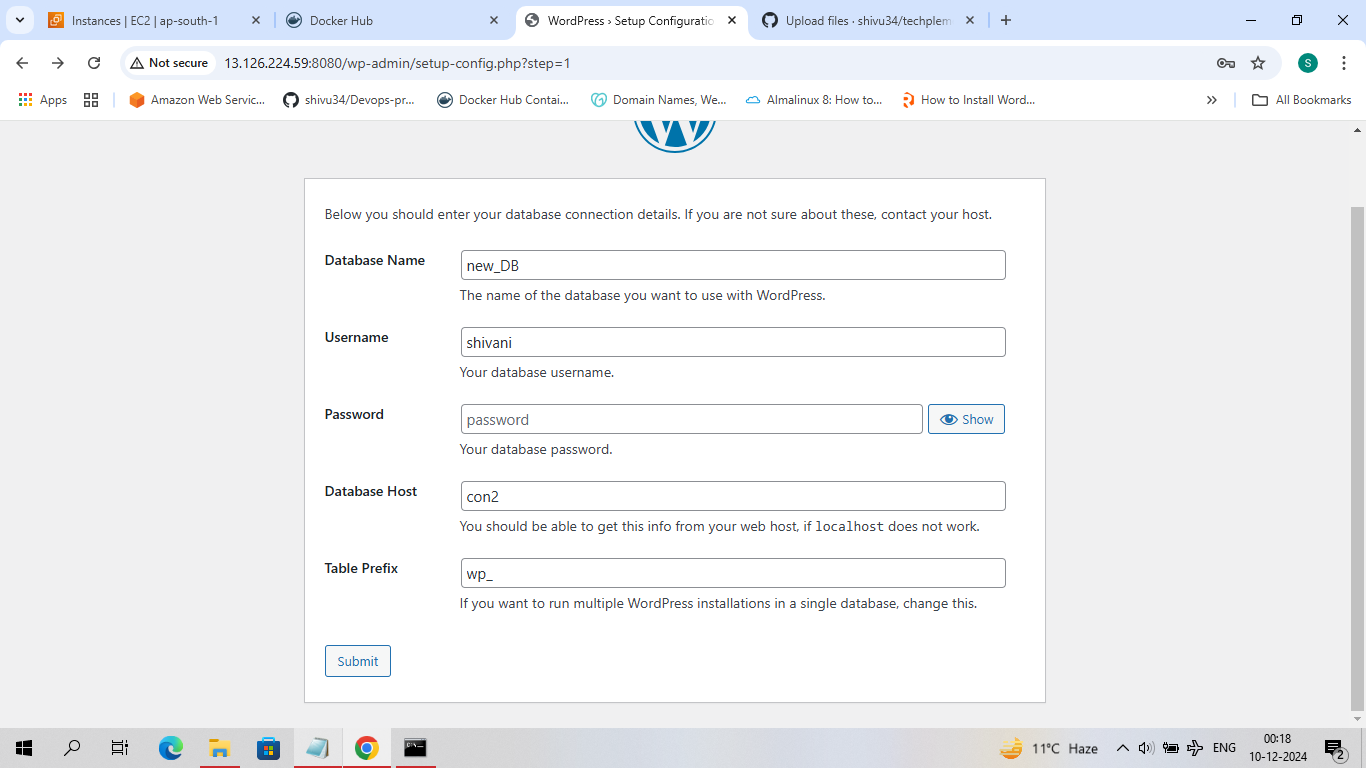 Instances | EC2 | ap-south-1
Docker Hub
WordPress › Setup Configuratio
Upload files · shivu34/techplem
Not secure
13.126.224.59:8080/wp-admin/setup-config.php?step=1
S
Apps
Amazon Web Servic...
shivu34/Devops-pr...
Docker Hub Contai...
Domain Names, We...
Almalinux 8: How to...
How to Install Word...
All Bookmarks
Below you should enter your database connection details. If you are not sure about these, contact your host.
Database Name
new_DB
The name of the database you want to use with WordPress.
Username
shivani
Your database username.
Password
password
Show
Your database password.
Database Host
con2
You should be able to get this info from your web host, if localhost does not work.
Table Prefix
wp_
If you want to run multiple WordPress installations in a single database, change this.
Submit
11°C Haze
ENG
00:18
10-12-2024
2